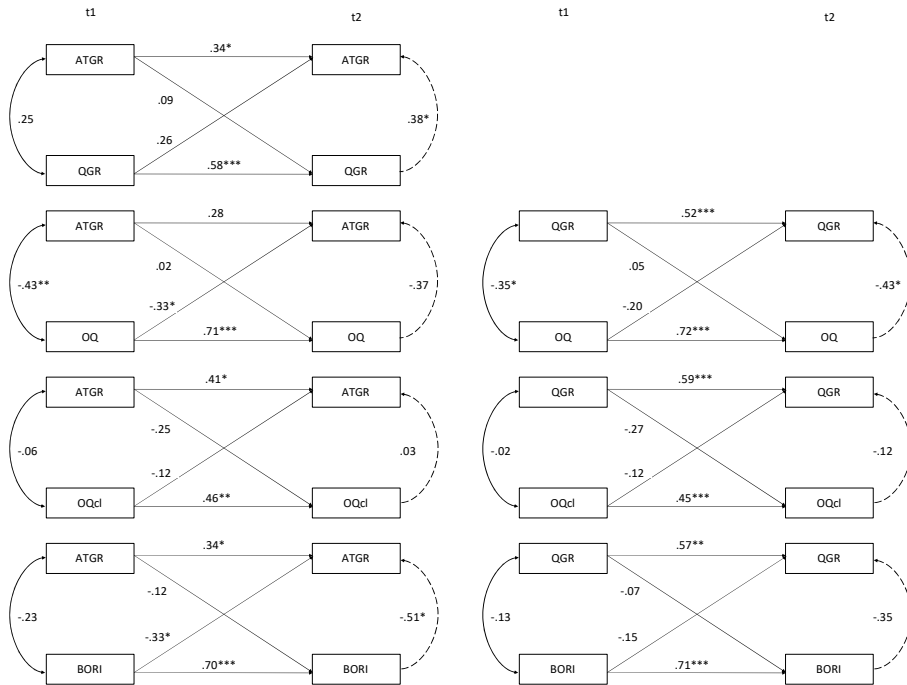 t1 t2 t1 t2
.34*
ATGR ATGR
.09
.25 .38*
.26
.58***
QGR QGR
.28 .52***
ATGR ATGR QGR QGR
.02 .05
-.43** -.37 -.35* -.43*
-.33* -.20
.71*** .72***
OQ OQ OQ OQ
.41* .59***
ATGR ATGR QGR QGR
-.25 -.27
-.06 .03 -.02 -.12
-.12 -.12
.46** .45***
OQcl OQcl OQcl OQcl
.34* .57**
ATGR ATGR QGR QGR
-.12 -.07
-.23 -.51* -.13 -.35
-.33* -.15
.70*** .71***
BORI BORI BORI BORI